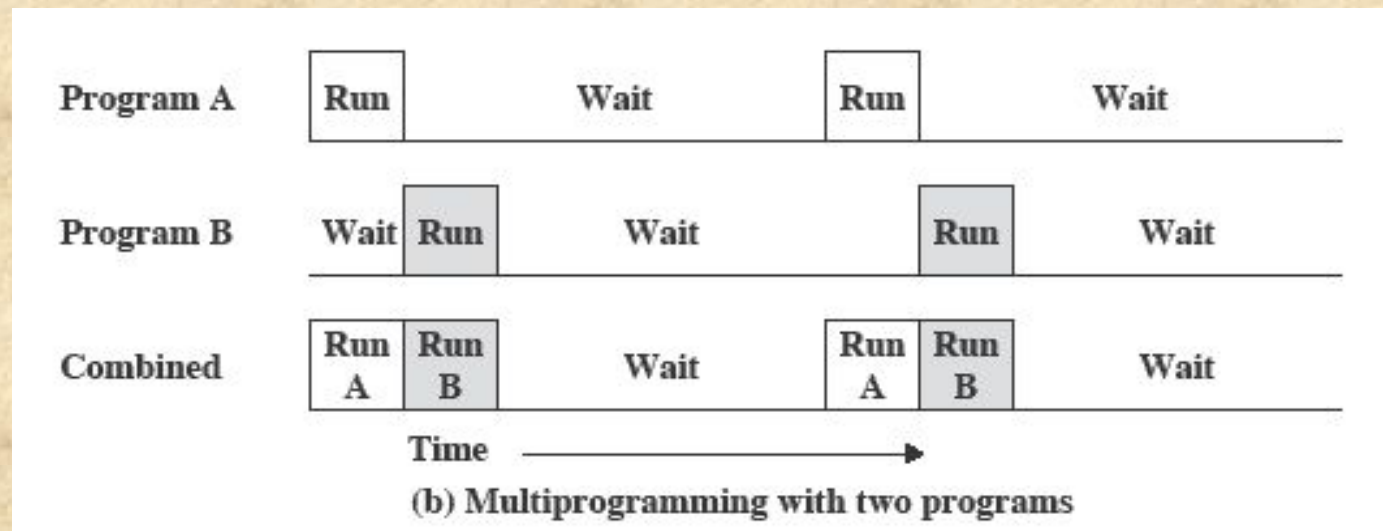 Program A Run Wait Run Wait
Program B Wait Run Wait Run Wait
Combined Run A Run B Wait Run A Run B Wait
Time
(b) Multiprogramming with two programs